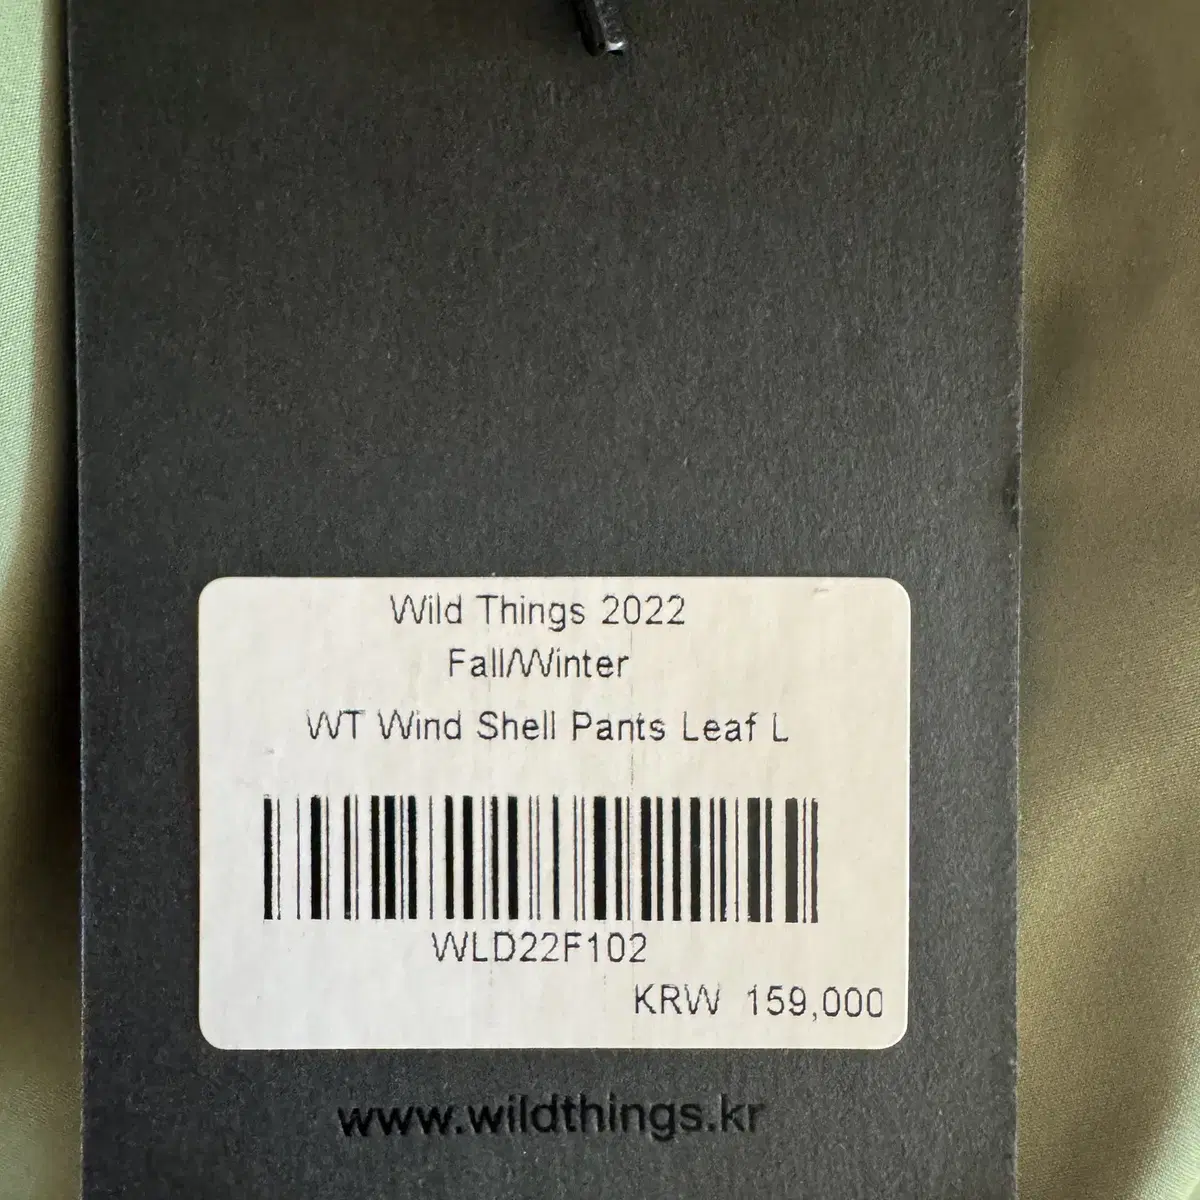 Wild Things 2022
Fall/Winter
WT Wind Shell Pants Leaf L
WLD22F102
KRW 159,000
www.wildthings.kr